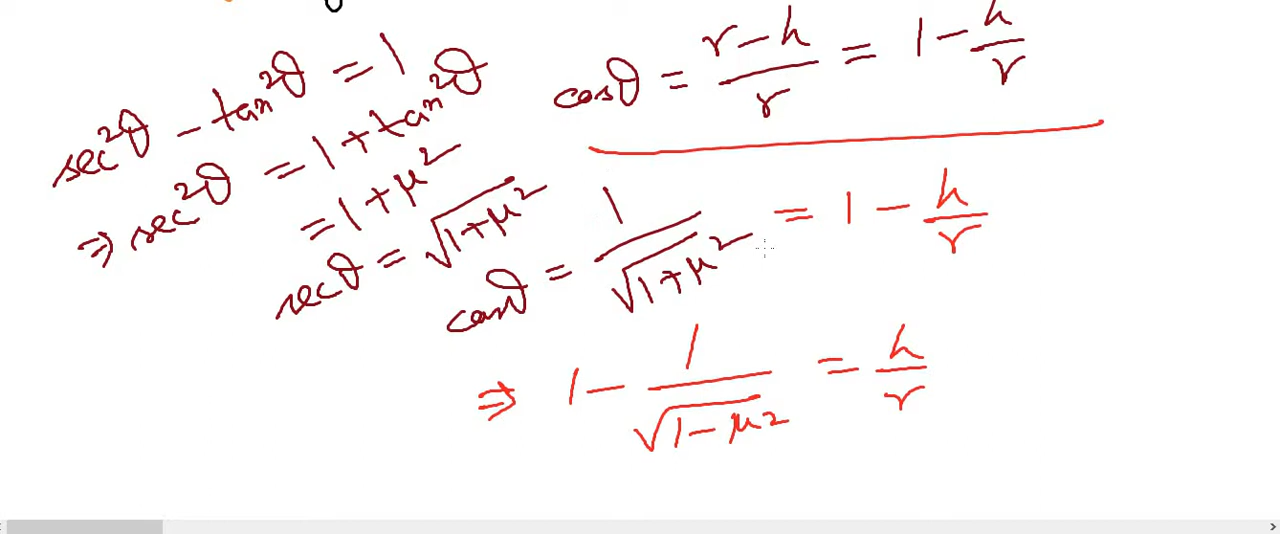 sec²θ − tan²θ = 1
⇒ sec²θ = 1 + tan²θ
= 1 + μ²
secθ = √(1+μ²)
cosθ = (r−h)/r = 1 − h/r
cosθ = 1/√(1+μ²) = 1 − h/r
⇒ 1 − 1/√(1−μ²) = h/r